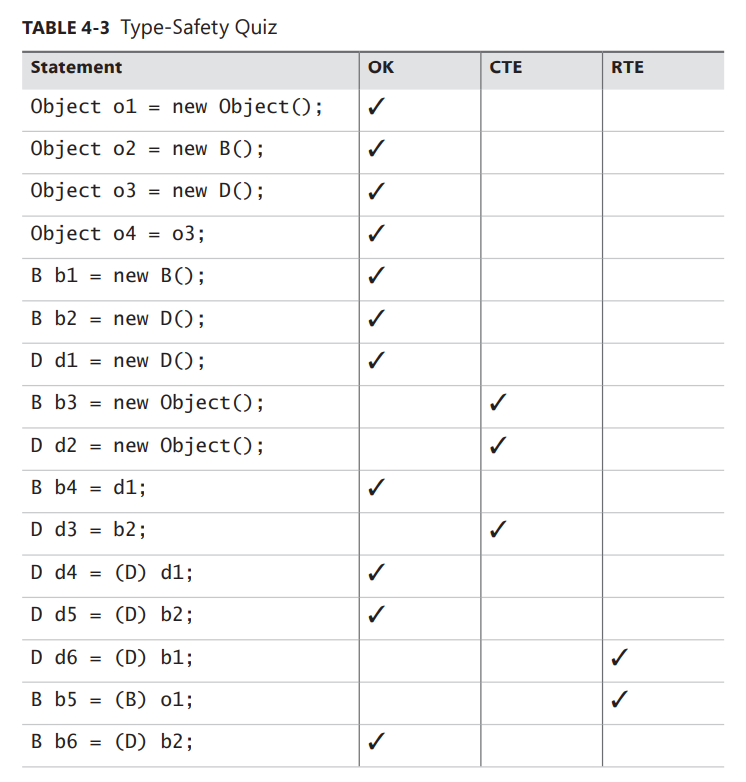 TABLE 4-3 Type-Safety Quiz
Statement OK CTE RTE
Object o1 = new Object(); ✓
Object o2 = new B(); ✓
Object o3 = new D(); ✓
Object o4 = o3; ✓
B b1 = new B(); ✓
B b2 = new D(); ✓
D d1 = new D(); ✓
B b3 = new Object(); ✓
D d2 = new Object(); ✓
B b4 = d1; ✓
D d3 = b2; ✓
D d4 = (D) d1; ✓
D d5 = (D) b2; ✓
D d6 = (D) b1; ✓
B b5 = (B) o1; ✓
B b6 = (D) b2; ✓